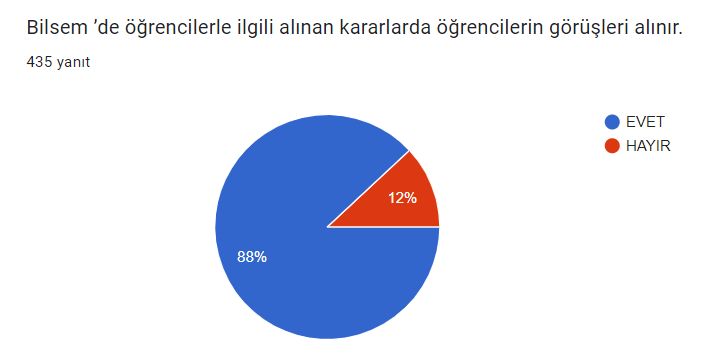 Bilsem ’de öğrencilerle ilgili alınan kararlarda öğrencilerin görüşleri alınır.
435 yanıt
EVET
HAYIR
12%
88%